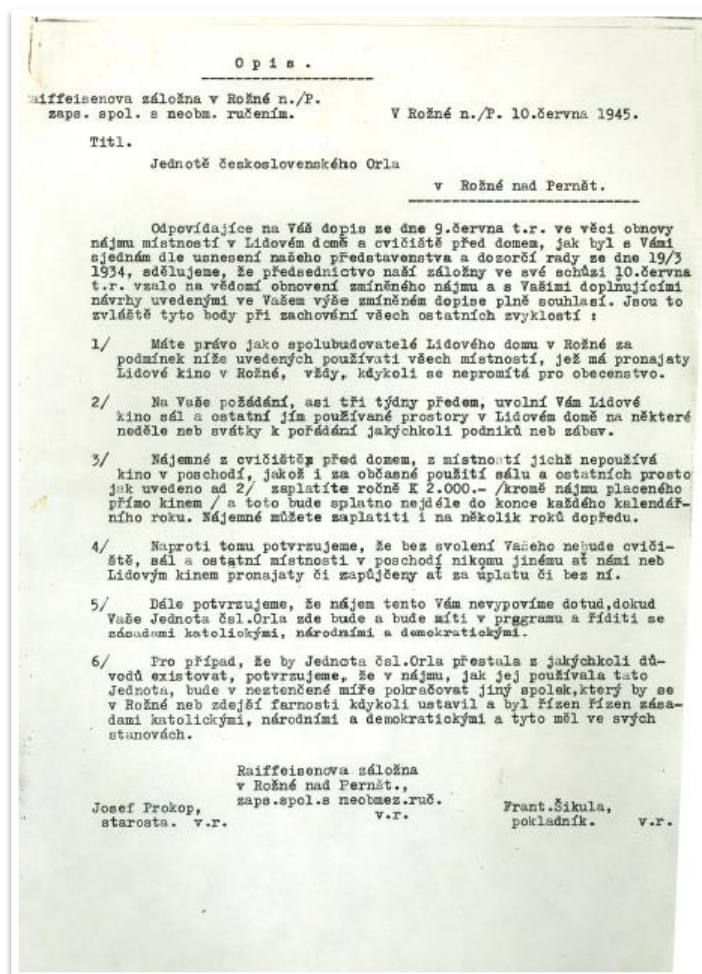 O p i s .
aiffeisenova záložna v Rožné n./P.
zaps. spol. s neobm. ručením.
V Rožné n./P. 10.června 1945.
Titl.
Jednotě československého Orla
v Rožné nad Pernšt.
Odpovídajíce na Váš dopis ze dne 9.června t.r. ve věci obnovy
nájmu místností v Lidovém domě a cvičiště před domem, jak byl s Vámi
sjednám dle usnesení našeho představenstva a dozorčí rady ze dne 19/3
1934, sdělujeme, že předsednictvo naší záložny ve své schůzi 10.června
t.r. vzalo na vědomí obnovení zmíněného nájmu a s Vašimi doplnujícími
návrhy uvedenými ve Vašem výše zmíněném dopise plně souhlasí. Jsou to
zvláště tyto body při zachování všech ostatních zvyklostí :
1/ Máte právo jako spolubudovatelé Lidového domu v Rožné za
podmínek níže uvedených používati všech místností, jež má pronajaty
Lidové kino v Rožné, vždy, kdykoli se nepromítá pro obecenstvo.
2/ Na Vaše požádání, asi tři týdny předem, uvolní Vám Lidové
kino sál a ostatní jím používané prostory v Lidovém domě na některé
neděle neb svátky k pořádání jakýchkoli podniků neb zábav.
3/ Nájemné z cvičiště před domem, z místností jichž nepoužívá
kino v poschodí, jakož i za občasné použití sálu a ostatních prosto
jak uvedeno ad 2/ zaplatíte ročně K 2.000.- /kromě nájmu placeného
přímo kinem / a toto bude splatno nejdéle do konce každého kalendář-
ního roku. Nájemné můžete zaplatiti i na několik roků dopředu.
4/ Naproti tomu potvrzujeme, že bez svolení Vašeho nebude cviči-
ště, sál a ostatní místnosti v poschodí nikomu jinému ať námi neb
Lidovým kinem pronajaty či zapůjčeny ať za úplatu či bez ní.
5/ Dále potvrzujeme, že nájem tento Vám nevypovíme dotud,dokud
Vaše Jednota čsl.Orla zde bude a bude míti v prggramu a říditi se
zásadami katolickými, národními a demokratickými.
6/ Pro případ, že by Jednota čsl.Orla přestala z jakýchkoli dů-
vodů existovat, potvrzujeme, že v nájmu, jak jej používala tato
Jednota, bude v neztenčené míře pokračovat jiný spolek,který by se
v Rožné neb zdejší farnosti kdykoli ustavil a byl řízen řízen zása-
dami katolickými, národními a demokratickými a tyto měl ve svých
stanovách.
Raiffeisenova záložna
v Rožné nad Pernšt.,
zaps.spol.s neobmez.ruč.
v.r.
Josef Prokop,
starosta. v.r.
Frant.Šikula,
pokladník. v.r.